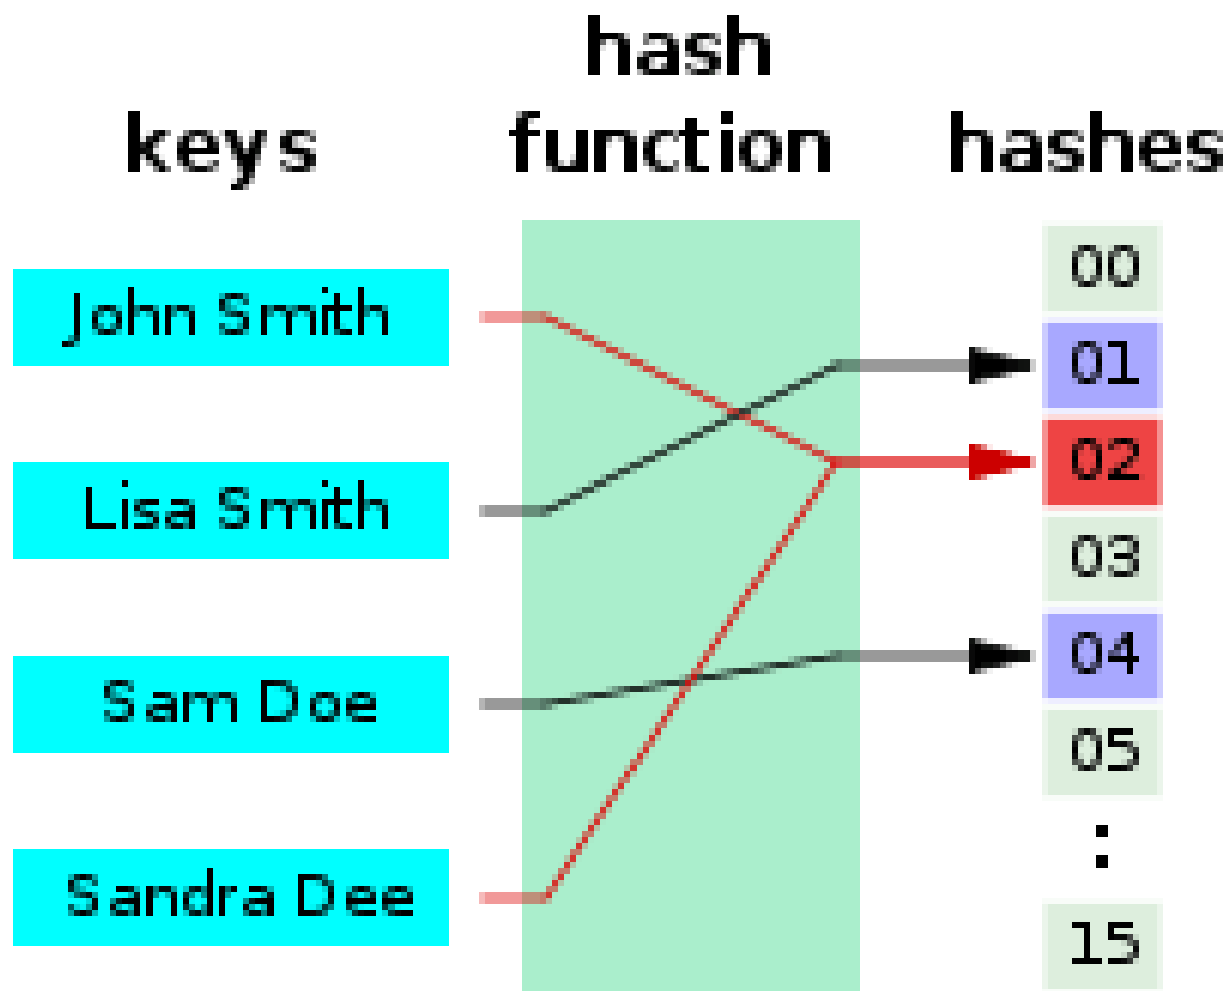 keys
hash
function
hashes
John Smith
Lisa Smith
Sam Doe
Sandra Dee
00
01
02
03
04
05
:
15